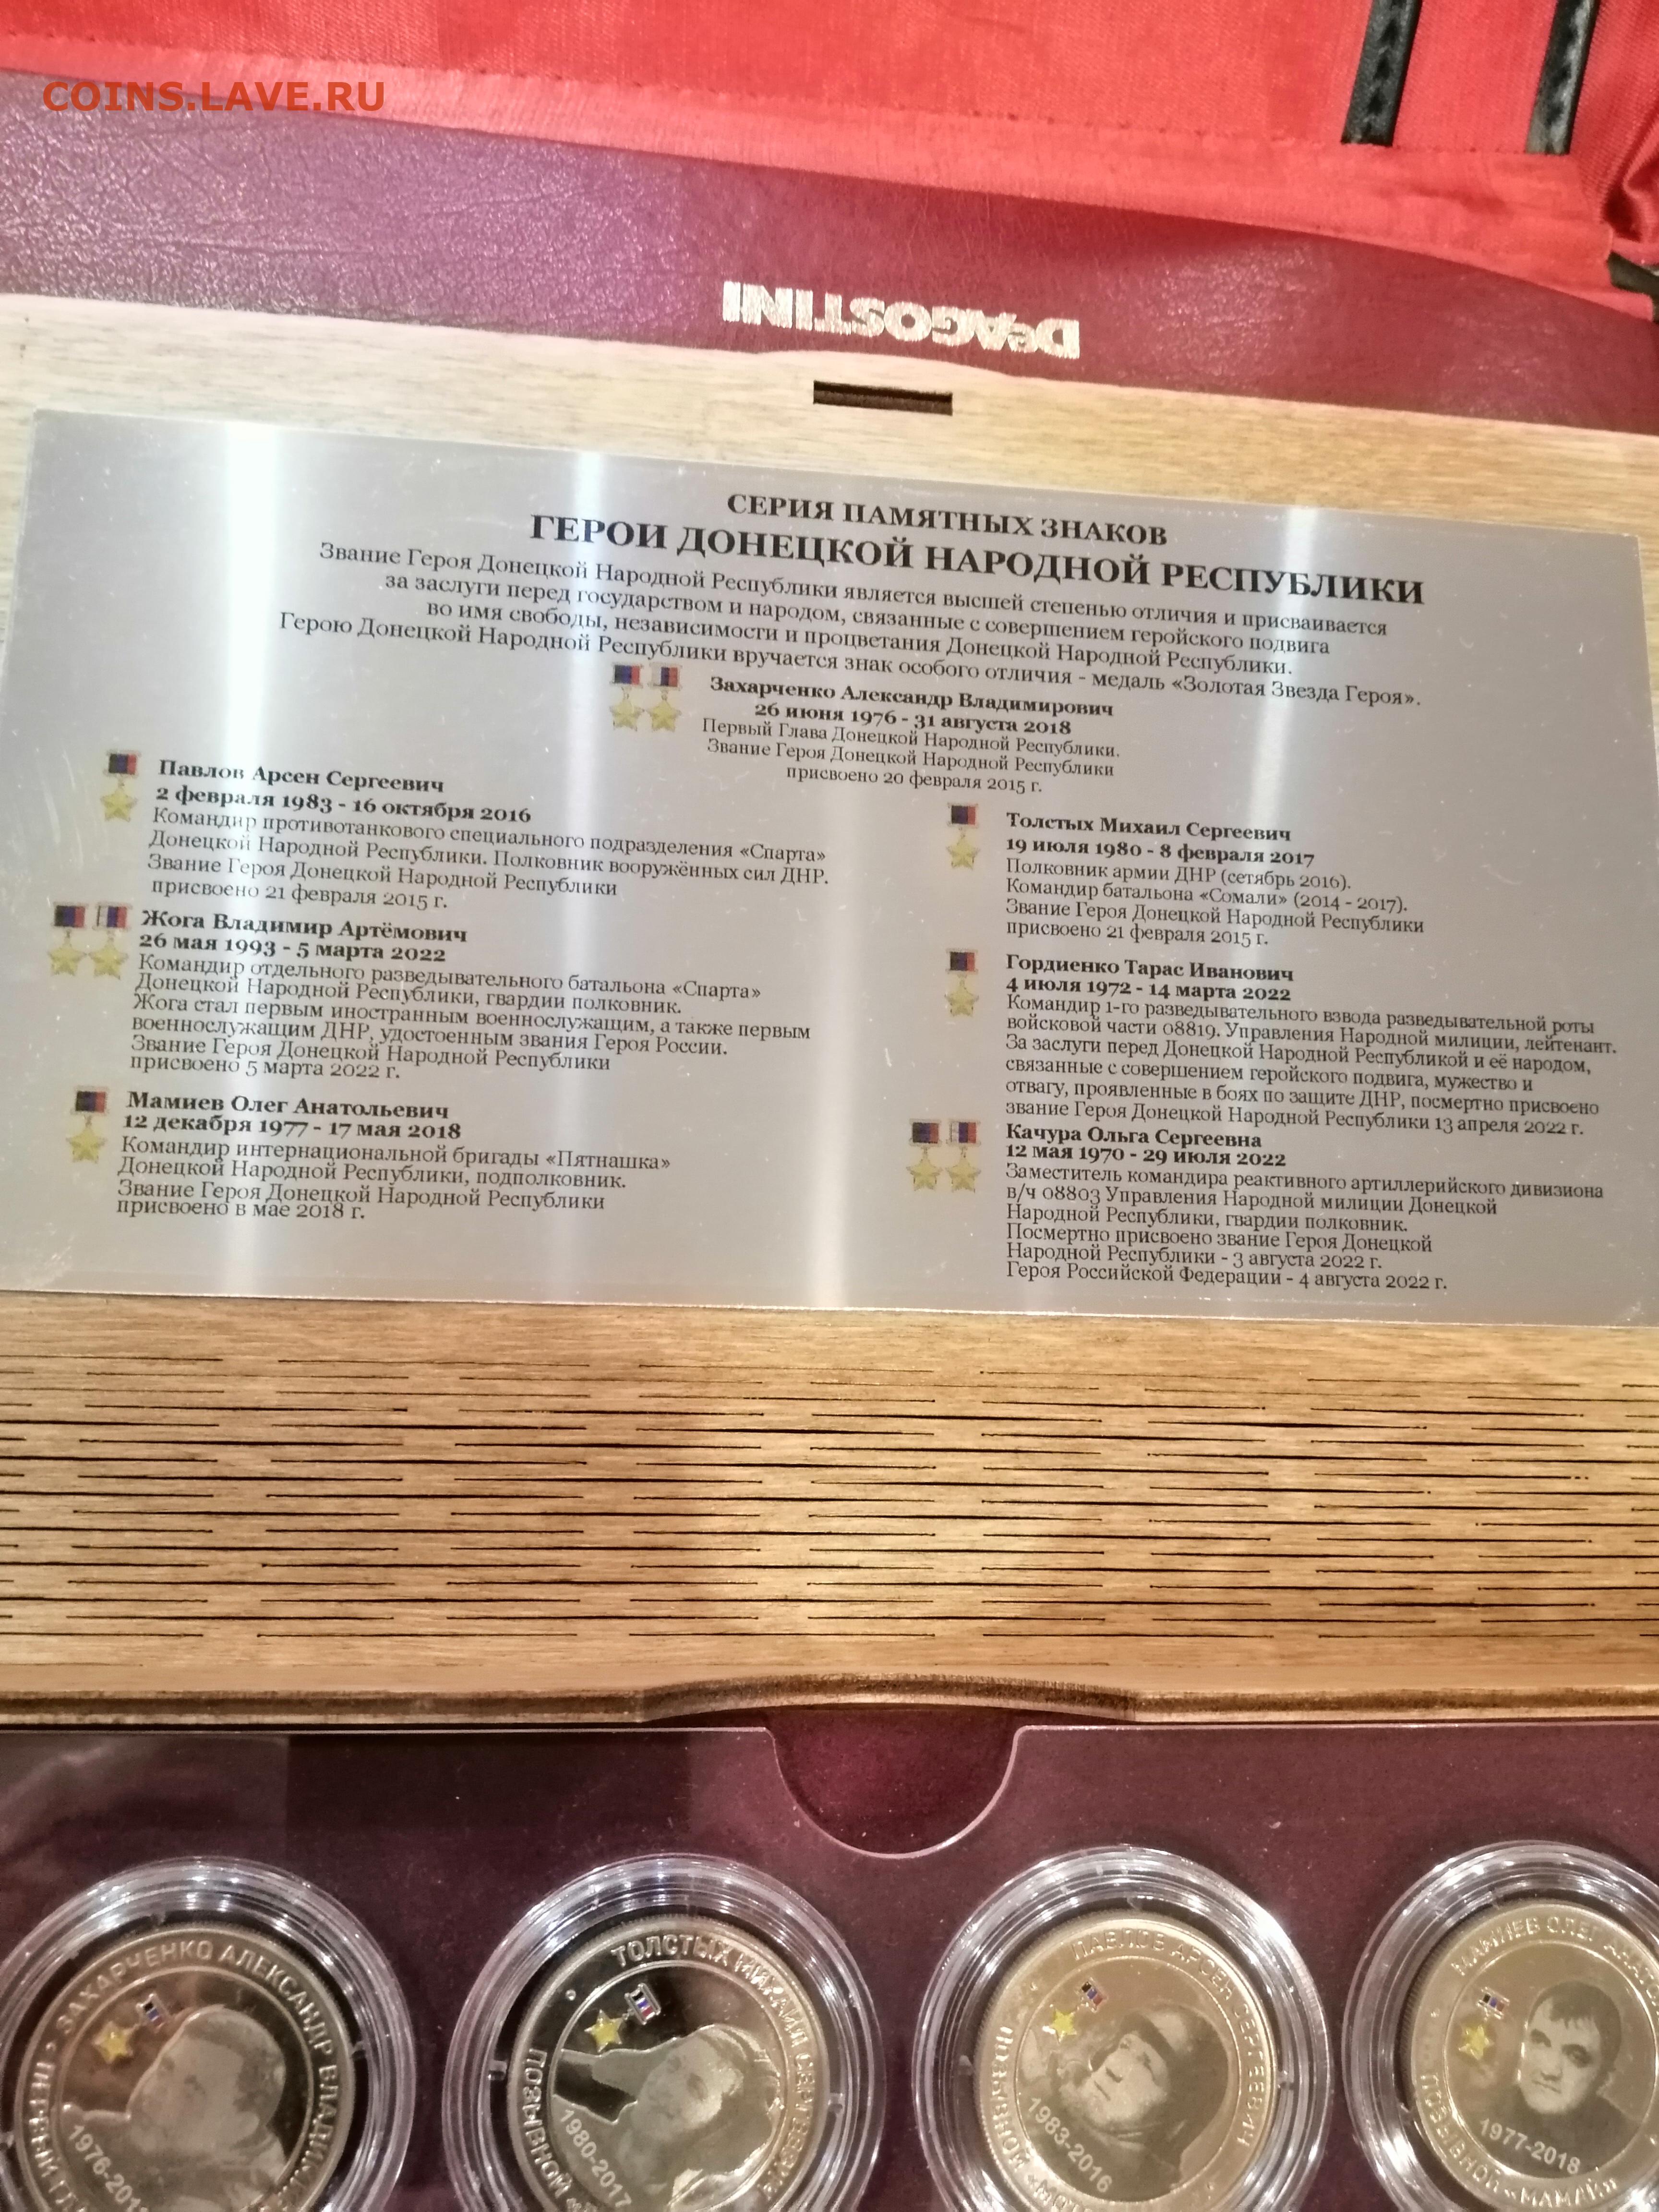 COINS.LAVE.RU
DeAGOSTINI
СЕРИЯ ПАМЯТНЫХ ЗНАКОВ
ГЕРОИ ДОНЕЦКОЙ НАРОДНОЙ РЕСПУБЛИКИ
Звание Героя Донецкой Народной Республики является высшей степенью отличия и присваивается
за заслуги перед государством и народом, связанные с совершением геройского подвига
во имя свободы, независимости и процветания Донецкой Народной Республики.
Герою Донецкой Народной Республики вручается знак особого отличия - медаль «Золотая Звезда Героя».
Захарченко Александр Владимирович
26 июня 1976 - 31 августа 2018
Первый Глава Донецкой Народной Республики.
Звание Героя Донецкой Народной Республики
присвоено 20 февраля 2015 г.
Павлов Арсен Сергеевич
2 февраля 1983 - 16 октября 2016
Командир противотанкового специального подразделения «Спарта»
Донецкой Народной Республики. Полковник вооружённых сил ДНР.
Звание Героя Донецкой Народной Республики
присвоено 21 февраля 2015 г.
Жога Владимир Артёмович
26 мая 1993 - 5 марта 2022
Командир отдельного разведывательного батальона «Спарта»
Донецкой Народной Республики, гвардии полковник.
Жога стал первым иностранным военнослужащим, а также первым
военнослужащим ДНР, удостоенным звания Героя России.
Звание Героя Донецкой Народной Республики
присвоено 5 марта 2022 г.
Мамиев Олег Анатольевич
12 декабря 1977 - 17 мая 2018
Командир интернациональной бригады «Пятнашка»
Донецкой Народной Республики, подполковник.
Звание Героя Донецкой Народной Республики
присвоено в мае 2018 г.
Толстых Михаил Сергеевич
19 июля 1980 - 8 февраля 2017
Полковник армии ДНР (сетябрь 2016).
Командир батальона «Сомали» (2014 - 2017).
Звание Героя Донецкой Народной Республики
присвоено 21 февраля 2015 г.
Гордиенко Тарас Иванович
4 июля 1972 - 14 марта 2022
Командир 1-го разведывательного взвода разведывательной роты
войсковой части 08819. Управления Народной милиции, лейтенант.
За заслуги перед Донецкой Народной Республикой и её народом,
связанные с совершением геройского подвига, мужество и
отвагу, проявленные в боях по защите ДНР, посмертно присвоено
звание Героя Донецкой Народной Республики 13 апреля 2022 г.
Качура Ольга Сергеевна
12 мая 1970 - 29 июля 2022
Заместитель командира реактивного артиллерийского дивизиона
в/ч 08803 Управления Народной милиции Донецкой
Народной Республики, гвардии полковник.
Посмертно присвоено звание Героя Донецкой
Народной Республики - 3 августа 2022 г.
Героя Российской Федерации - 4 августа 2022 г.
ЗАХАРЧЕНКО АЛЕКСАНДР
ТОЛСТЫХ МИХАИЛ СЕРГЕЕВИЧ
ПОЗЫВНОЙ
1980-2017
ПАВЛОВ АРСЕН СЕРГЕЕВИЧ
ПОЗЫВНОЙ
1983-2016
МАМИЕВ ОЛЕГ
ПОЗЫВНОЙ «МАМАЙ»
1977-2018